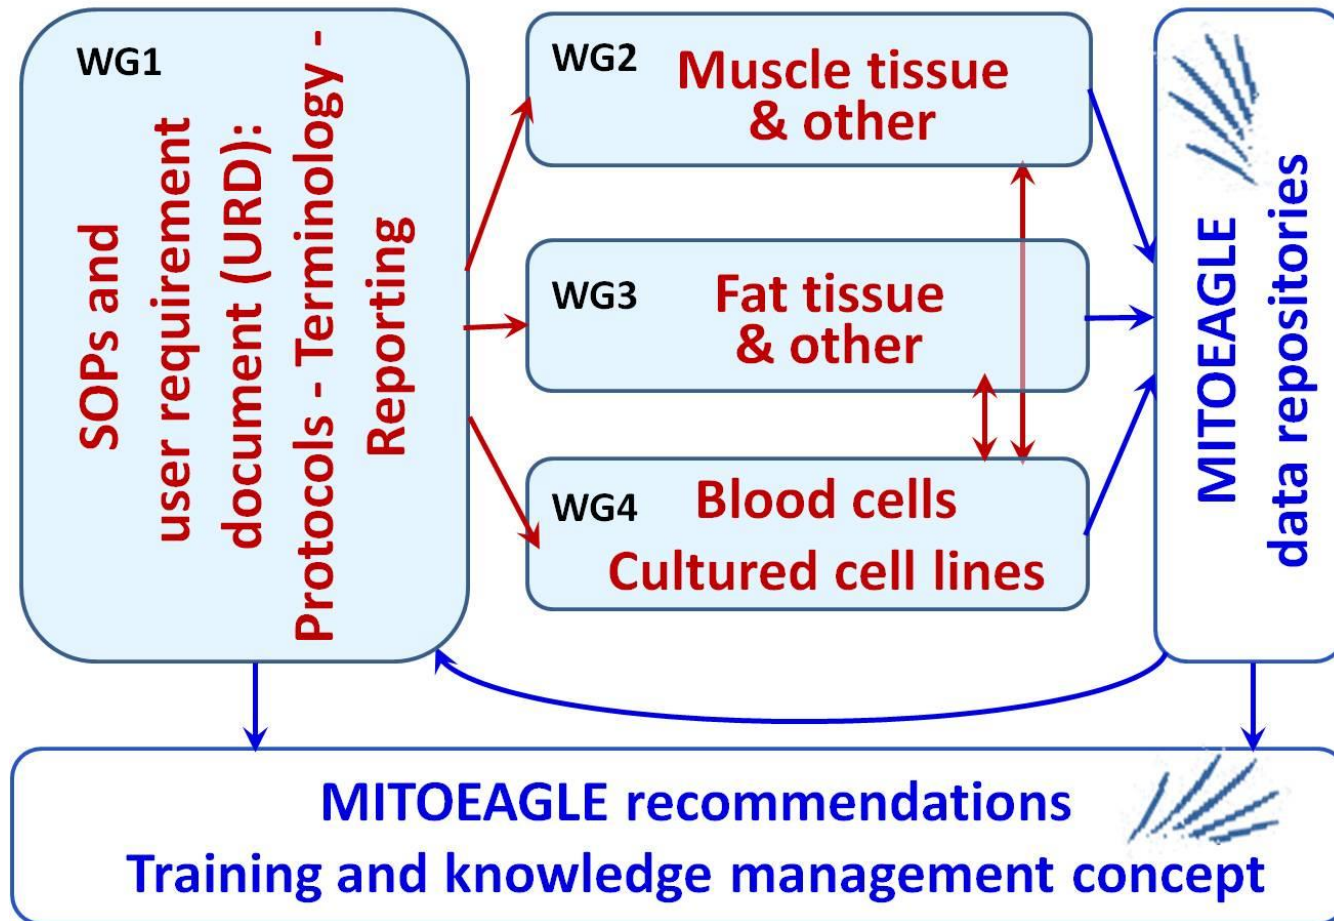 WG1
SOPs and
user requirement
document (URD):
Protocols - Terminology -
Reporting
WG2
Muscle tissue
& other
WG3
Fat tissue
& other
WG4
Blood cells
Cultured cell lines
MITOEAGLE
data repositories
MITOEAGLE recommendations
Training and knowledge management concept